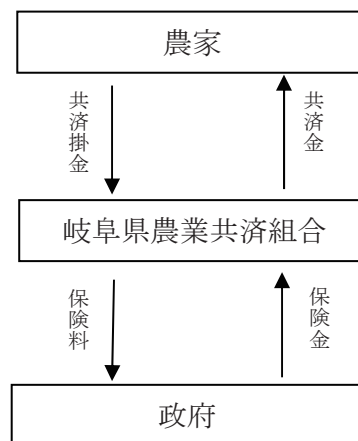 農家
共済掛金
共済金
岐阜県農業共済組合
保険料
保険金
政府